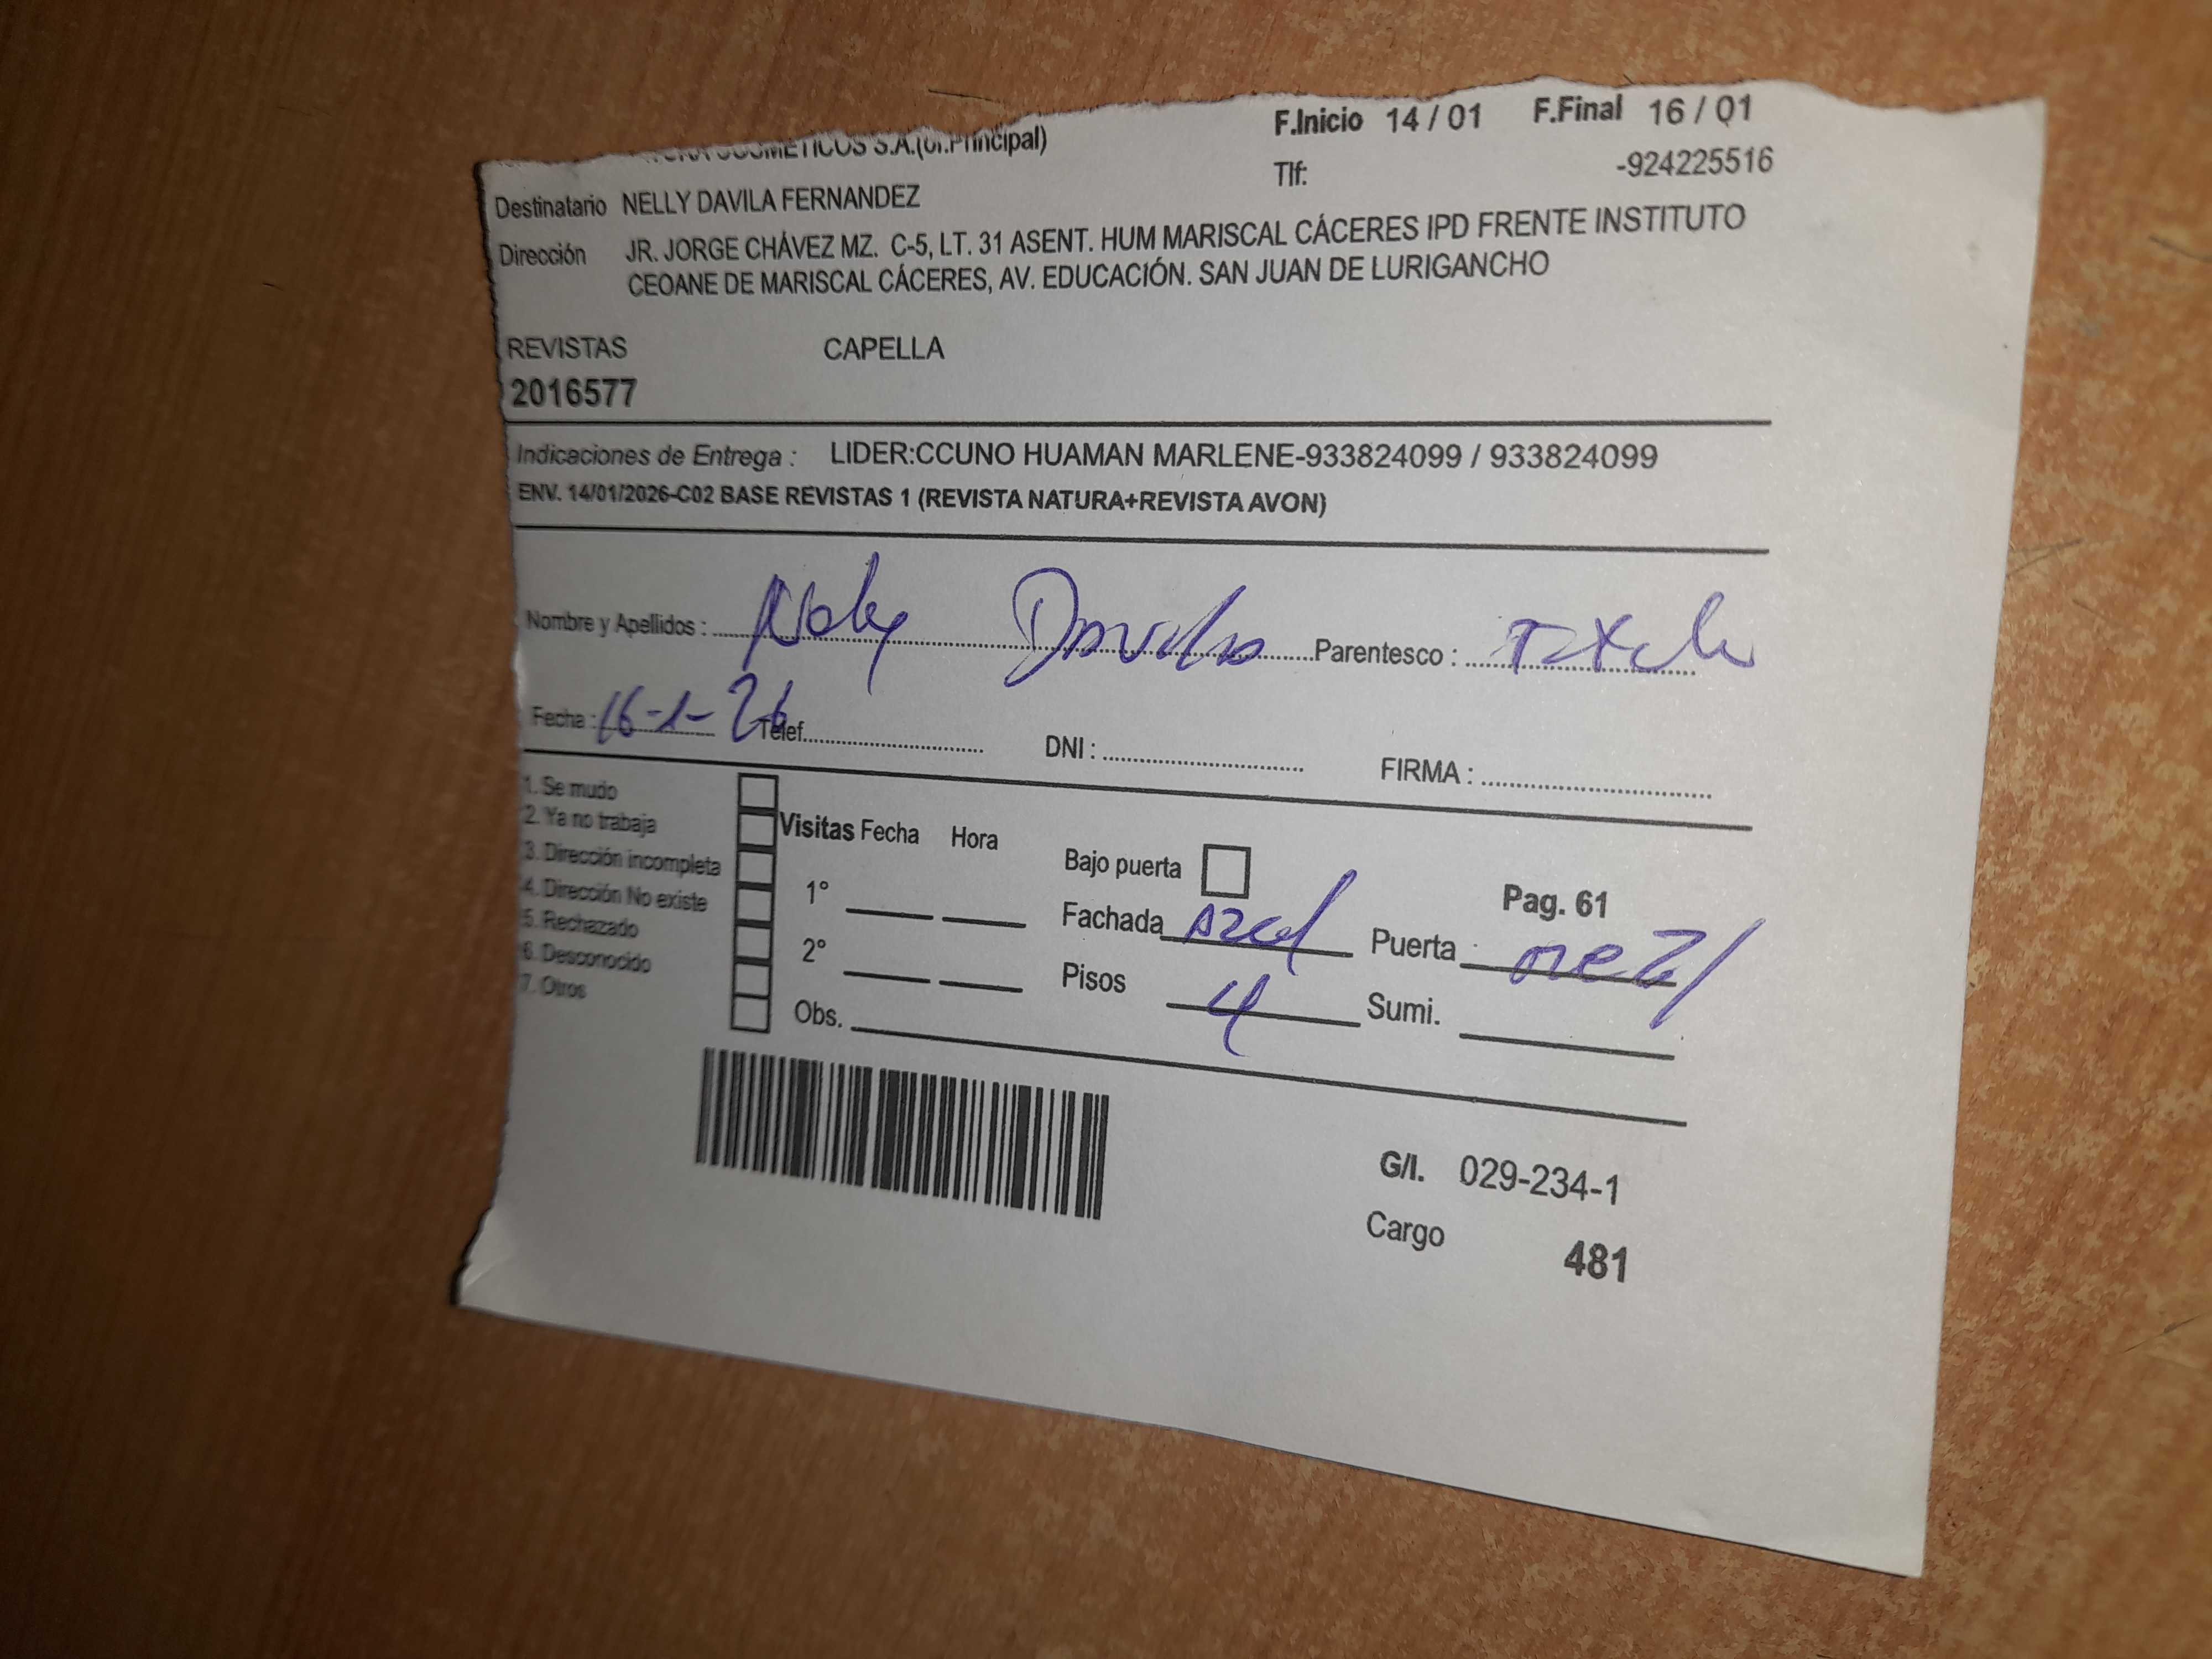 COSMETICOS S.A.(of.Principal) F.Inicio 14 / 01 F.Final 16 / 01
Tlf: -924225516
Destinatario NELLY DAVILA FERNANDEZ
Dirección JR. JORGE CHÁVEZ MZ. C-5, LT. 31 ASENT. HUM MARISCAL CÁCERES IPD FRENTE INSTITUTO
CEOANE DE MARISCAL CÁCERES, AV. EDUCACIÓN. SAN JUAN DE LURIGANCHO
REVISTAS CAPELLA
2016577
Indicaciones de Entrega : LIDER:CCUNO HUAMAN MARLENE-933824099 / 933824099
ENV. 14/01/2026-C02 BASE REVISTAS 1 (REVISTA NATURA+REVISTA AVON)
Nombre y Apellidos : Nely Davila Parentesco :
Fecha : 16-1-26 Telef. DNI : FIRMA :
1. Se mudo
2. Ya no trabaja
3. Dirección incompleta
4. Dirección No existe
5. Rechazado
6. Desconocido
7. Otros
Visitas Fecha Hora
1°
2°
Obs.
Bajo puerta
Pag. 61
Fachada azul Puerta : metal
Pisos 4 Sumi.
G/I. 029-234-1
Cargo 481